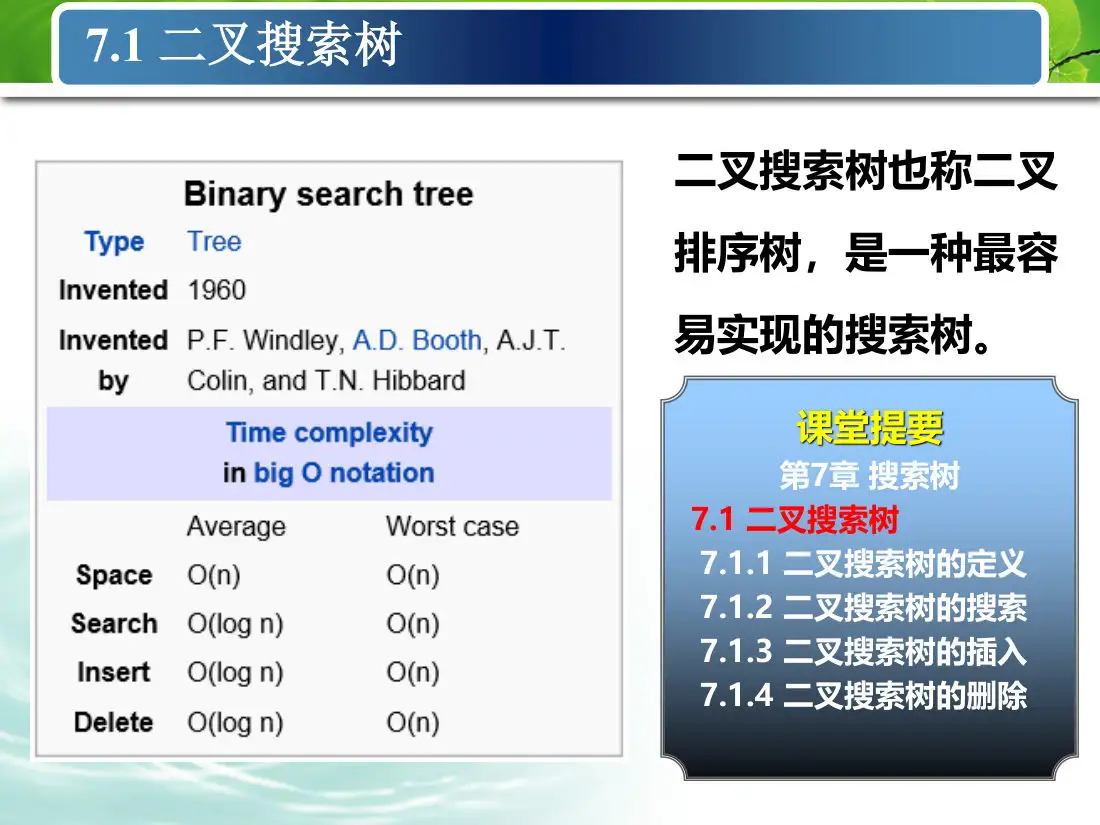 7.1 二叉搜索树
Binary search tree
Type Tree
Invented 1960
Invented by P.F. Windley, A.D. Booth, A.J.T.
Colin, and T.N. Hibbard
Time complexity
in big O notation
Average Worst case
Space O(n) O(n)
Search O(log n) O(n)
Insert O(log n) O(n)
Delete O(log n) O(n)
二叉搜索树也称二叉
排序树，是一种最容
易实现的搜索树。
课堂提要
第7章 搜索树
7.1 二叉搜索树
7.1.1 二叉搜索树的定义
7.1.2 二叉搜索树的搜索
7.1.3 二叉搜索树的插入
7.1.4 二叉搜索树的删除